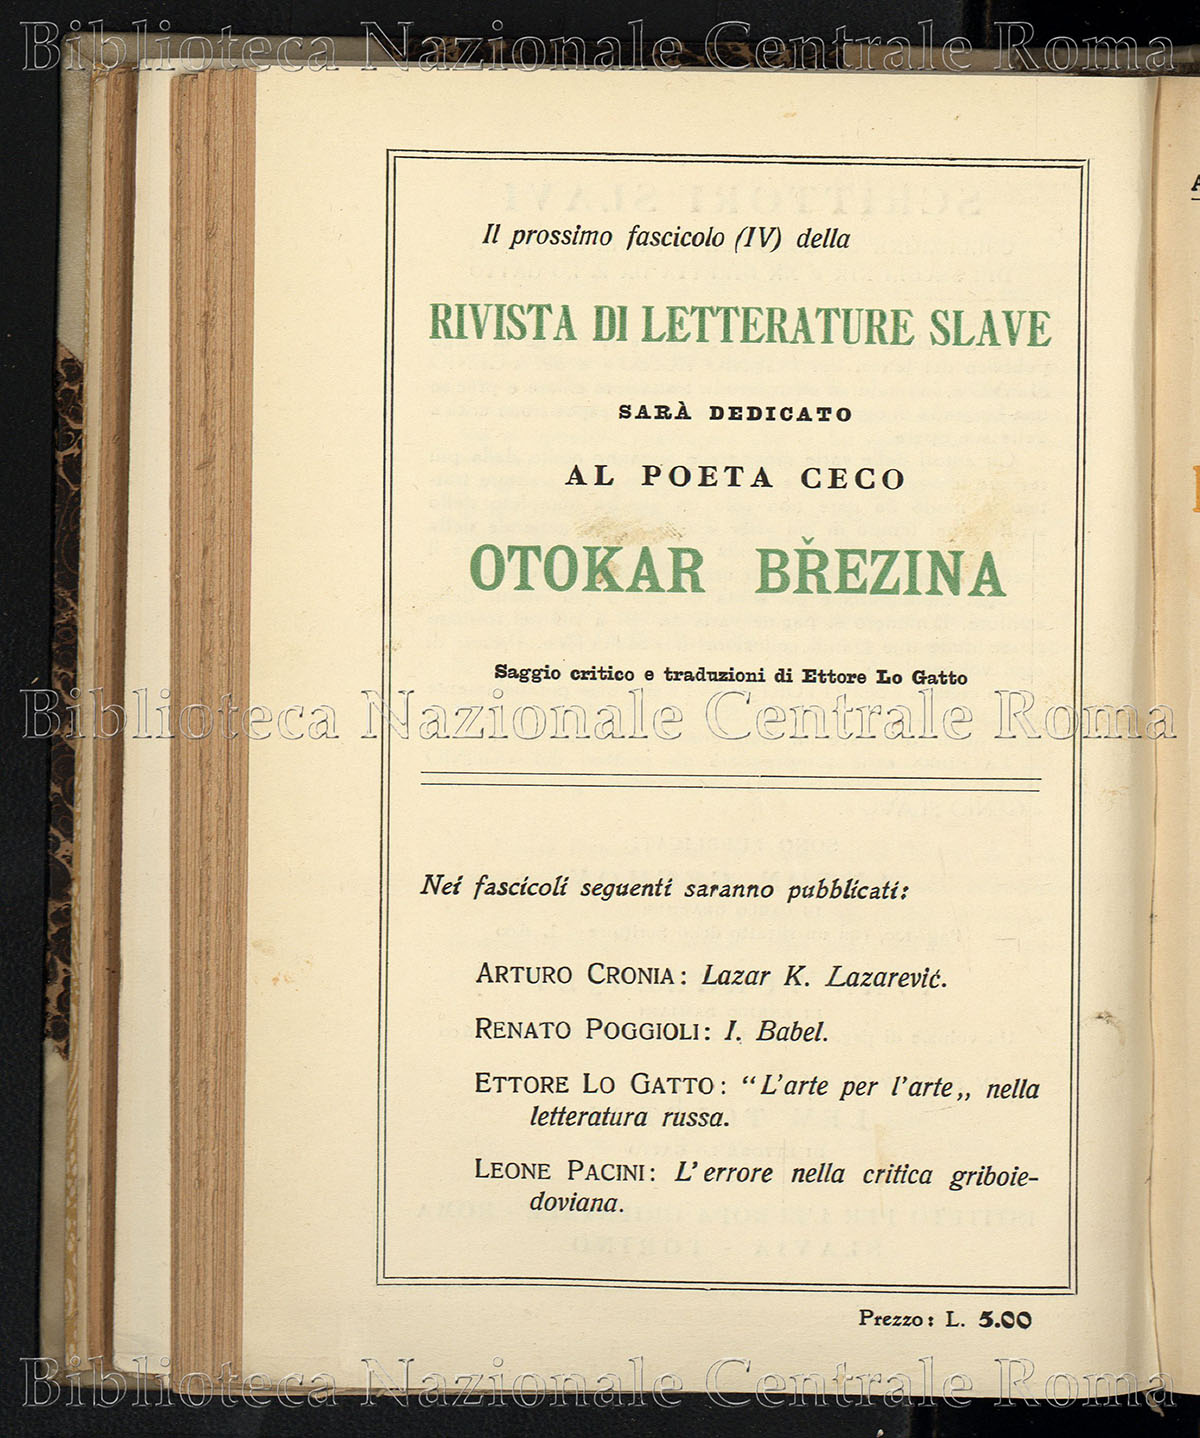 Biblioteca Nazionale Centrale Roma
Il prossimo fascicolo (IV) della
RIVISTA DI LETTERATURE SLAVE
SARÀ DEDICATO
AL POETA CECO
OTOKAR BŘEZINA
Saggio critico e traduzioni di Ettore Lo Gatto
Biblioteca Nazionale Centrale Roma
Nei fascicoli seguenti saranno pubblicati:
ARTURO CRONIA: Lazar K. Lazarević.
RENATO POGGIOLI: I. Babel.
ETTORE LO GATTO: “L'arte per l'arte„ nella
letteratura russa.
LEONE PACINI: L'errore nella critica griboie-
doviana.
Prezzo: L. 5.00
Biblioteca Nazionale Centrale Roma